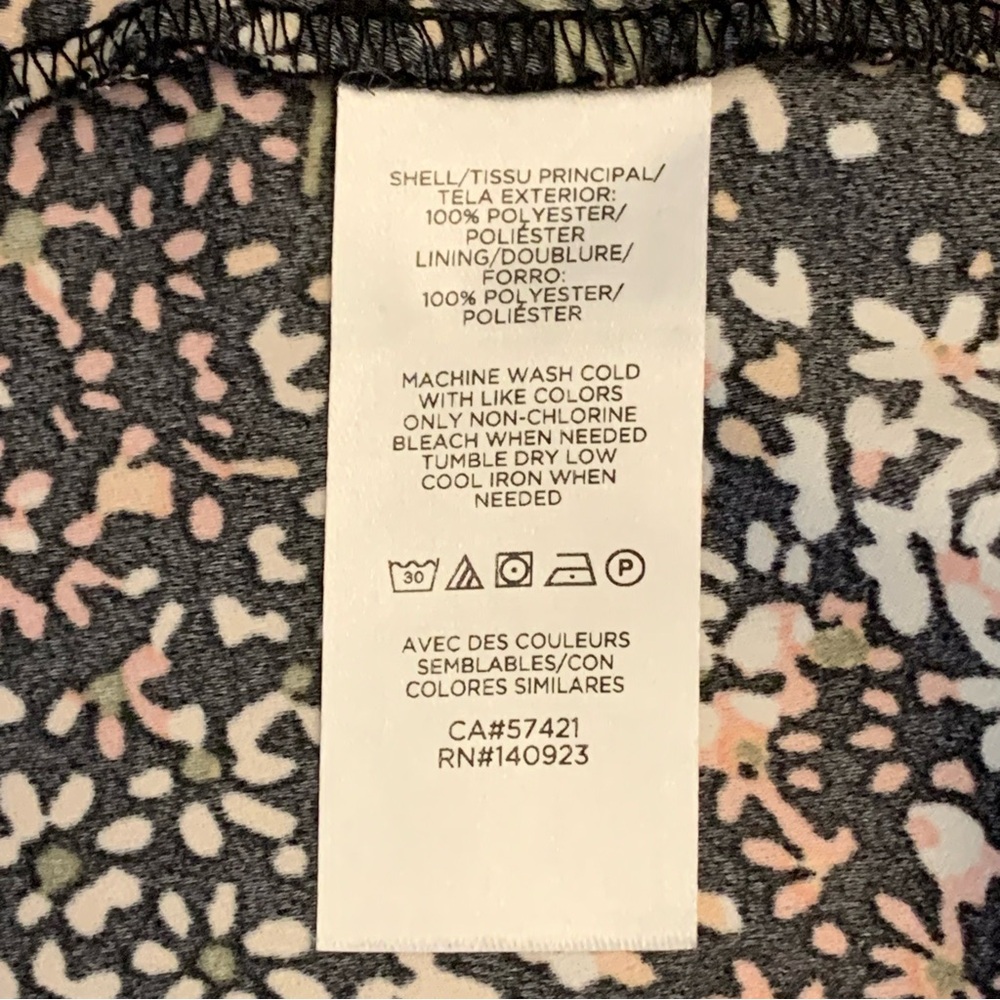 SHELL/TISSU PRINCIPAL/
TELA EXTERIOR:
100% POLYESTER/
POLIÉSTER
LINING/DOUBLURE/
FORRO:
100% POLYESTER/
POLIÉSTER
MACHINE WASH COLD
WITH LIKE COLORS
ONLY NON-CHLORINE
BLEACH WHEN NEEDED
TUMBLE DRY LOW
COOL IRON WHEN
NEEDED
30 P
AVEC DES COULEURS
SEMBLABLES/CON
COLORES SIMILARES
CA#57421
RN#140923